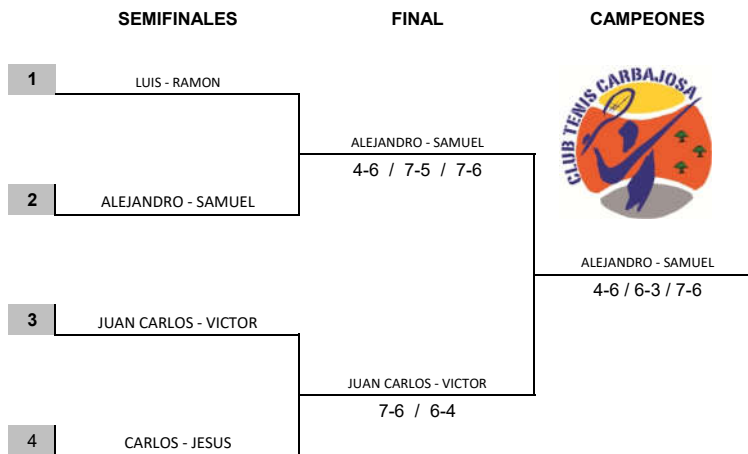 SEMIFINALES FINAL CAMPEONES
1 LUIS - RAMON
CLUB TENIS CARBAJOSA
ALEJANDRO - SAMUEL
4-6 / 7-5 / 7-6
2 ALEJANDRO - SAMUEL
ALEJANDRO - SAMUEL
4-6 / 6-3 / 7-6
3 JUAN CARLOS - VICTOR
JUAN CARLOS - VICTOR
7-6 / 6-4
4 CARLOS - JESUS